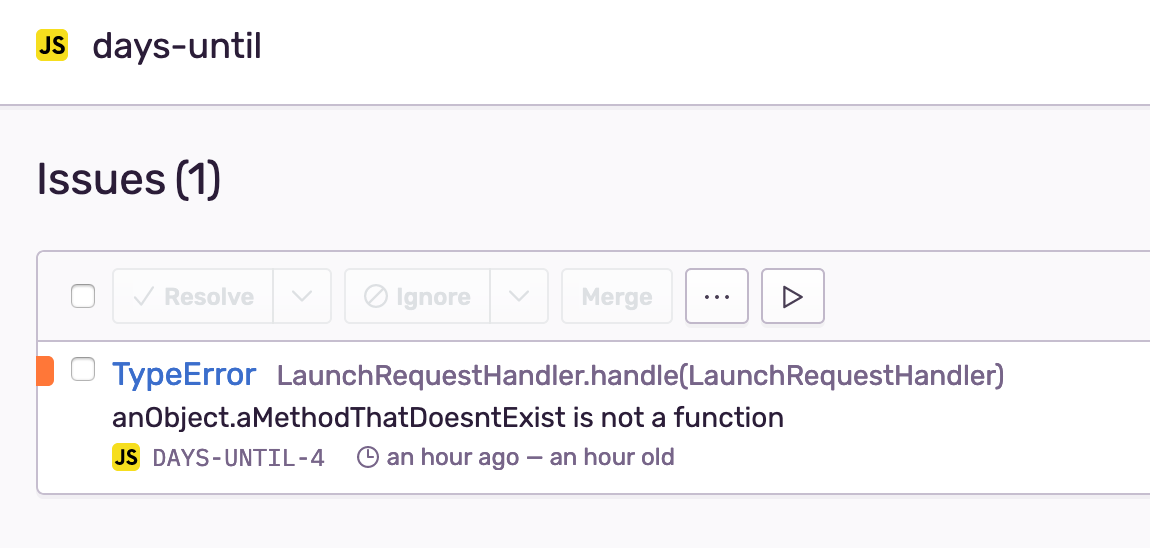 JS days-until
Issues (1)
Resolve Ignore Merge ...
TypeError LaunchRequestHandler.handle(LaunchRequestHandler)
anObject.aMethodThatDoesntExist is not a function
JS DAYS-UNTIL-4 an hour ago — an hour old